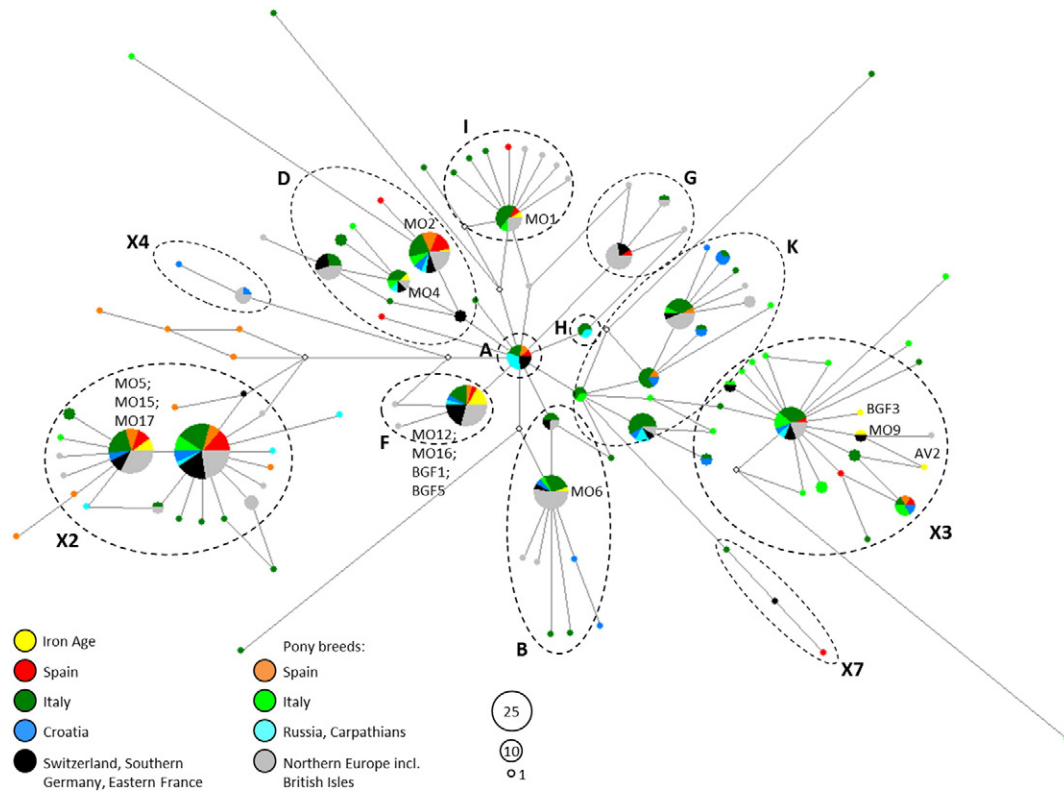 I
D
G
MO2
MO1
X4
K
MO4
H
A
MO5;
MO15;
MO17
BGF3
MO9
F
MO12;
MO16;
BGF1;
BGF5
AV2
MO6
X2
X3
X7
B
Iron Age
Spain
Italy
Croatia
Switzerland, Southern
Germany, Eastern France
Pony breeds:
Spain
Italy
Russia, Carpathians
Northern Europe incl.
British Isles
25
10
1